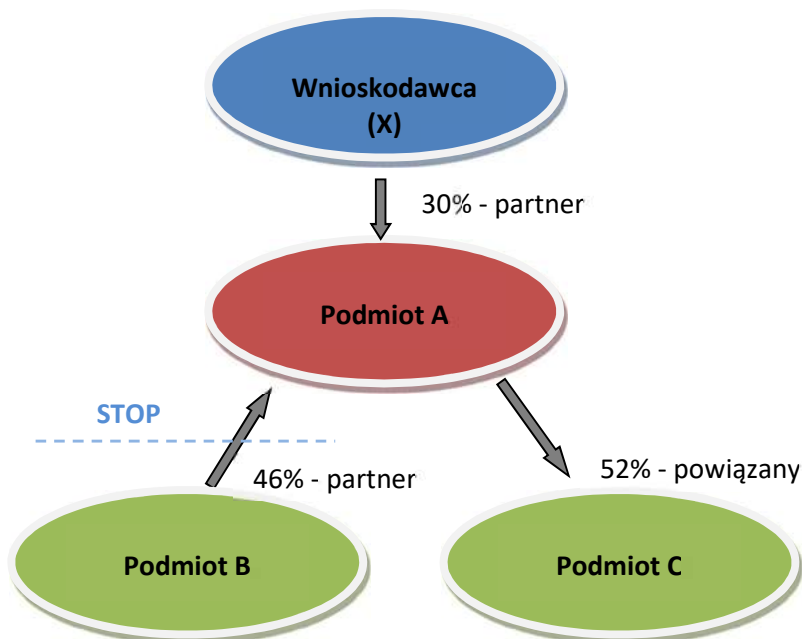 Wnioskodawca
(X)
30% - partner
Podmiot A
STOP
46% - partner
52% - powiązany
Podmiot B
Podmiot C